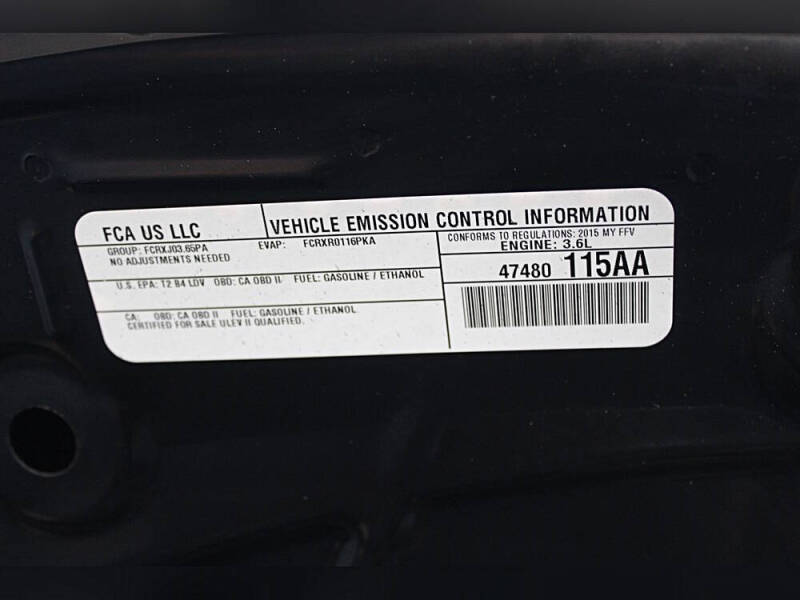 FCA US LLC
VEHICLE EMISSION CONTROL INFORMATION
GROUP: FCRXJ03.65PA EVAP: FCRXR0116PKA
NO ADJUSTMENTS NEEDED
CONFORMS TO REGULATIONS: 2015 MY FFV
ENGINE: 3.6L
U.S. EPA: T2 B4 LDV OBD: CA OBD II FUEL: GASOLINE / ETHANOL
47480 115AA
CA: OBD: CA OBD II FUEL: GASOLINE / ETHANOL
CERTIFIED FOR SALE ULEV II QUALIFIED.